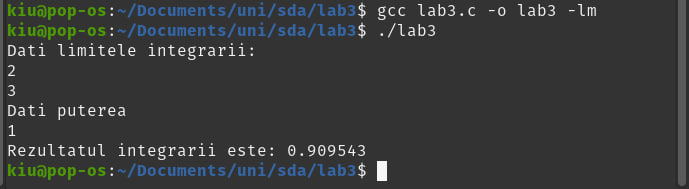 kiu@pop-os:~/Documents/uni/sda/lab3$ gcc lab3.c -o lab3 -lm
kiu@pop-os:~/Documents/uni/sda/lab3$ ./lab3
Dati limitele integrarii:
2
3
Dati puterea
1
Rezultatul integrarii este: 0.909543
kiu@pop-os:~/Documents/uni/sda/lab3$